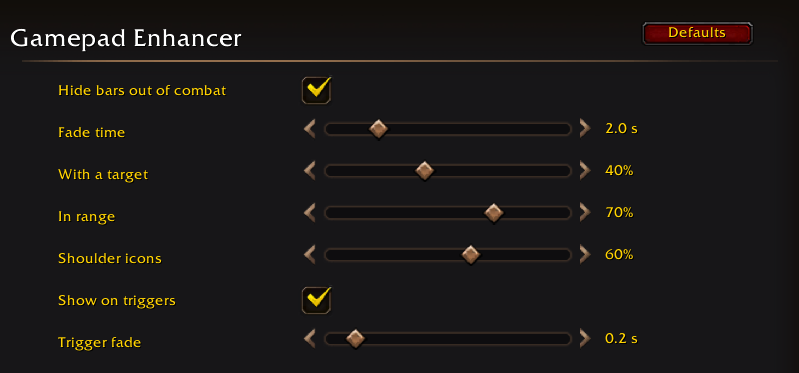 Gamepad Enhancer
Defaults
Hide bars out of combat
Fade time 2.0 s
With a target 40%
In range 70%
Shoulder icons 60%
Show on triggers
Trigger fade 0.2 s